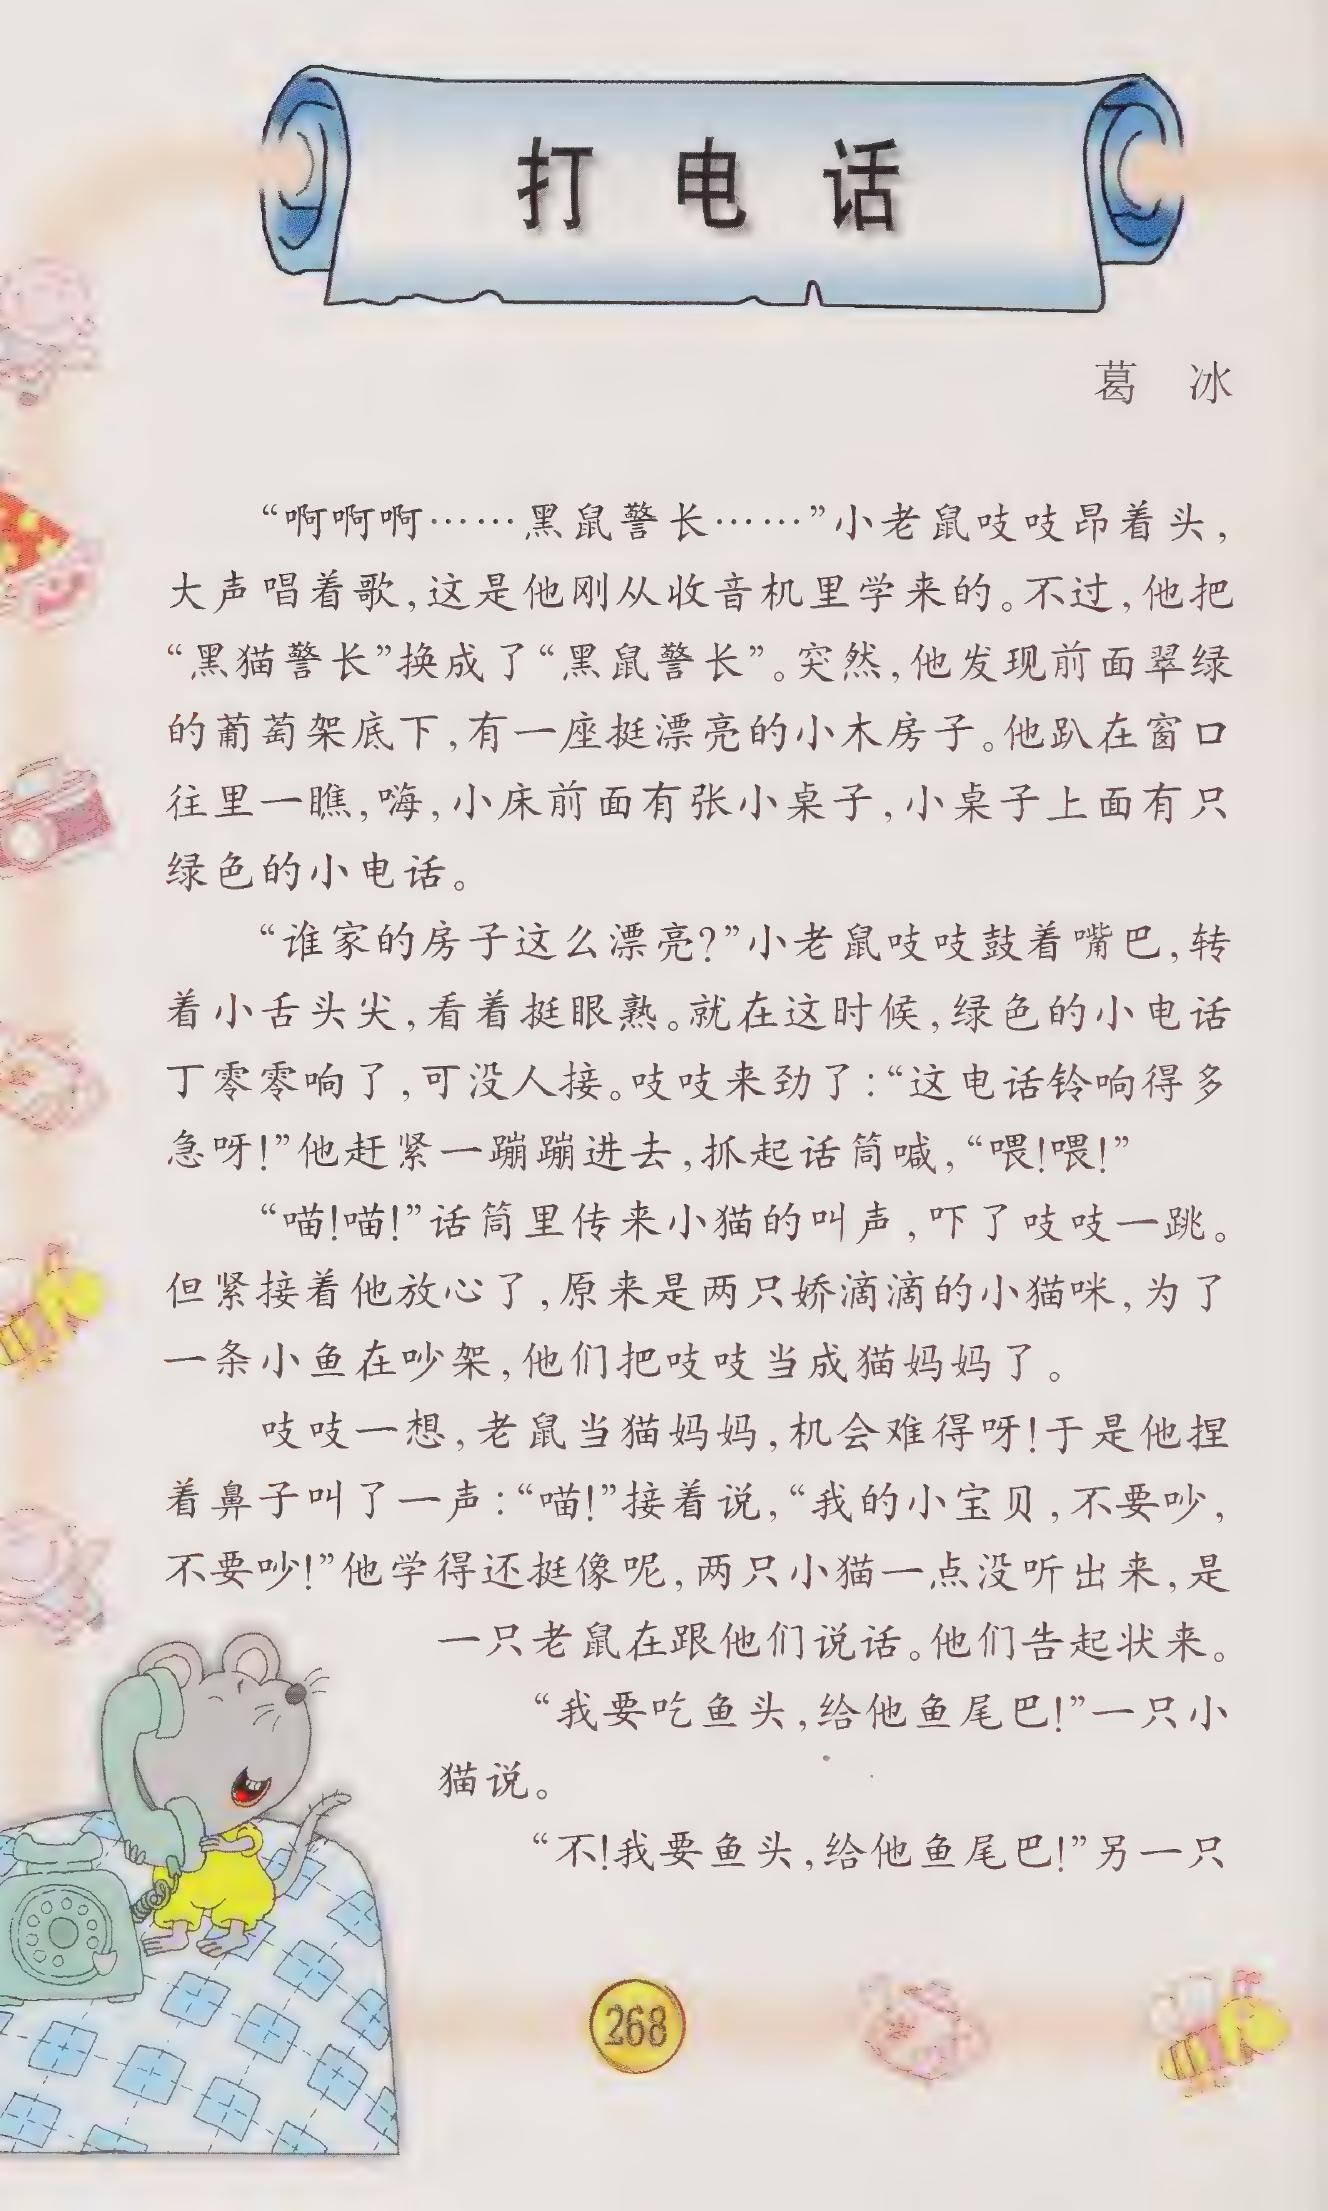 打电话
葛 冰
“啊啊啊……黑鼠警长……”小老鼠吱吱昂着头,
大声唱着歌,这是他刚从收音机里学来的。不过,他把
“黑猫警长”换成了“黑鼠警长”。突然,他发现前面翠绿
的葡萄架底下,有一座挺漂亮的小木房子。他趴在窗口
往里一瞧,嗨,小床前面有张小桌子,小桌子上面有只
绿色的小电话。
“谁家的房子这么漂亮?”小老鼠吱吱鼓着嘴巴,转
着小舌头尖,看着挺眼熟。就在这时候,绿色的小电话
丁零零响了,可没人接。吱吱来劲了:“这电话铃响得多
急呀!”他赶紧一蹦蹦进去,抓起话筒喊,“喂!喂!”
“喵!喵!”话筒里传来小猫的叫声,吓了吱吱一跳。
但紧接着他放心了,原来是两只娇滴滴的小猫咪,为了
一条小鱼在吵架,他们把吱吱当成猫妈妈了。
吱吱一想,老鼠当猫妈妈,机会难得呀!于是他捏
着鼻子叫了一声:“喵!”接着说,“我的小宝贝,不要吵,
不要吵!”他学得还挺像呢,两只小猫一点没听出来,是
一只老鼠在跟他们说话。他们告起状来。
“我要吃鱼头,给他鱼尾巴!”一只小
猫说。
“不!我要鱼头,给他鱼尾巴!”另一只
268